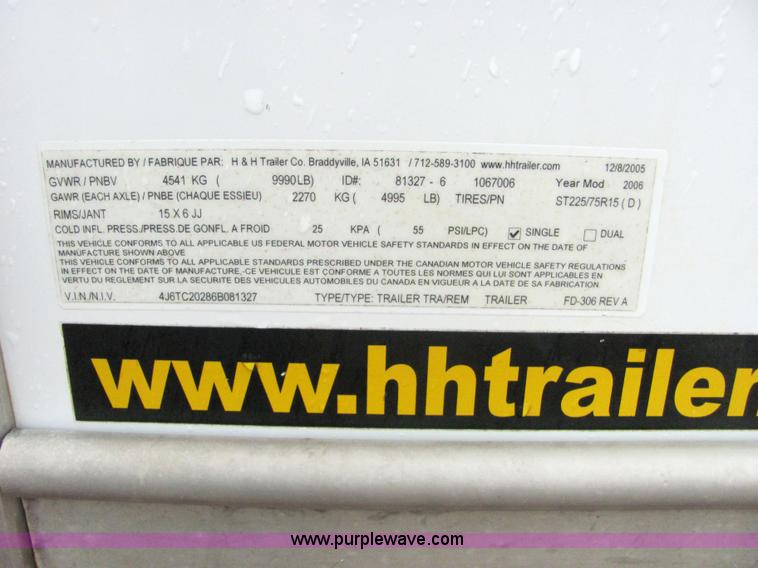 MANUFACTURED BY / FABRIQUE PAR: H & H Trailer Co. Braddyville, IA 51631 / 712-589-3100 www.hhtrailer.com 12/8/2005
GVWR / PNBV 4541 KG ( 9990LB) ID#: 81327 - 6 1067006 Year Mod 2006
GAWR (EACH AXLE) / PNBE (CHAQUE ESSIEU) 2270 KG ( 4995 LB) TIRES/PN ST225/75R15 ( D )
RIMS/JANT 15 X 6 JJ
COLD INFL. PRESS./PRESS.DE GONFL. A FROID 25 KPA ( 55 PSI/LPC) SINGLE DUAL
THIS VEHICLE CONFORMS TO ALL APPLICABLE US FEDERAL MOTOR VEHICLE SAFETY STANDARDS IN EFFECT ON THE DATE OF
MANUFACTURE SHOWN ABOVE
THIS VEHICLE CONFORMS TO ALL APPLICABLE STANDARDS PRESCRIBED UNDER THE CANADIAN MOTOR VEHICLE SAFETY REGULATIONS
IN EFFECT ON THE DATE OF MANUFACTURE.-CE VEHICULE EST CONFORME A TOUTES LES NORMES QUI LUI SONT APPLICABLES EN
VERTU DU REGLEMENT SUR LA SECURITE DES VEHICULES AUTOMOBILES DU CANADA EN VIGUEUR A LA DATE DE SA FABRICATION
V.I.N./N.I.V. 4J6TC20286B081327 TYPE/TYPE: TRAILER TRA/REM TRAILER FD-306 REV A
www.hhtrailer
www.purplewave.com